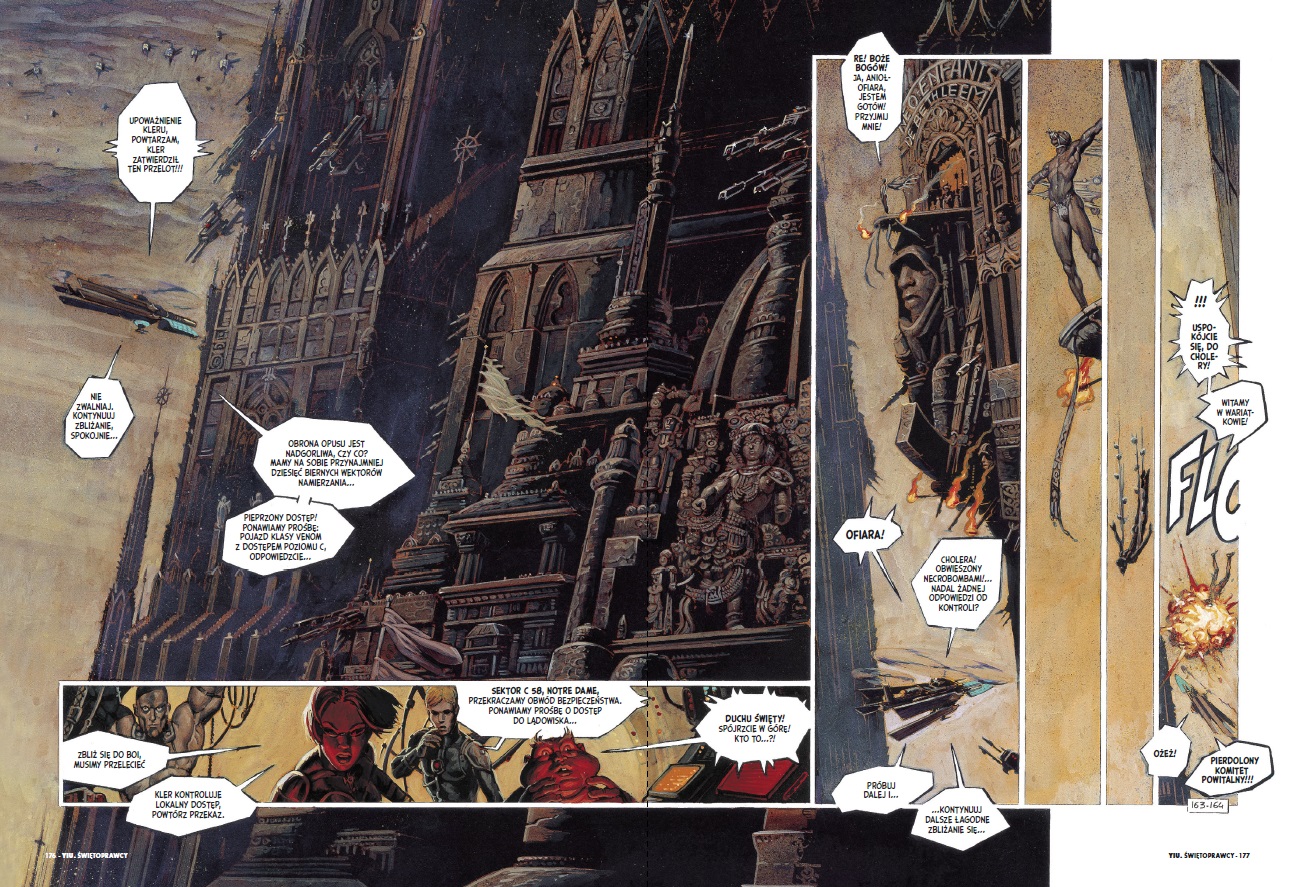 UPOWAŻNIENIE
KLERU,
POWTARZAM,
KLER
ZATWIERDZIŁ
TEN PRZELOT!!!
NIE
ZWALNIAJ.
KONTYNUUJ
ZBLIŻANIE,
SPOKOJNIE...
OBRONA OPUSU JEST
NADGORLIWA, CZY CO?
MAMY NA SOBIE PRZYNAJMNIEJ
DZIESIĘĆ BIERNYCH WEKTORÓW
NAMIERZANIA...
PIEPRZONY DOSTĘP!
PONAWIAMY PROŚBĘ:
POJAZD KLASY VENOM
Z DOSTĘPEM POZIOMU C,
ODPOWIEDZCIE...
ZBLIŻ SIĘ DO BOI,
MUSIMY PRZELECIEĆ
KLER KONTROLUJE
LOKALNY DOSTĘP,
POWTÓRZ PRZEKAZ.
SEKTOR C 58, NOTRE DAME,
PRZEKRACZAMY OBWÓD BEZPIECZEŃSTWA.
PONAWIAMY PROŚBĘ O DOSTĘP
DO LĄDOWISKA...
DUCHU ŚWIĘTY!
SPÓJRZCIE W GÓRĘ!
KTO TO...?!
RE! BOŻE
BOGÓW!
JA, ANIOŁ-
OFIARA,
JESTEM
GOTÓW!
PRZYJMIJ
MNIE!
ENFANTS
OFIARA!
CHOLERA!
OBWIESZONY
NECROBOMBAMI!...
NADAL ŻADNEJ
ODPOWIEDZI OD
KONTROLI?
PRÓBUJ
DALEJ I...
...KONTYNUUJ
DALSZE ŁAGODNE
ZBLIŻANIE SIĘ...
!!!
USPO-
KÓJCIE
SIĘ, DO
CHOLE-
RY!
WITAMY
W WARIAT-
KOWIE!
FLO
OŻEŻ!
PIERDOLONY
KOMITET
POWITALNY!!!
163-164
176 - YIU. ŚWIĘTOPRAWCY
YIU. ŚWIĘTOPRAWCY - 177